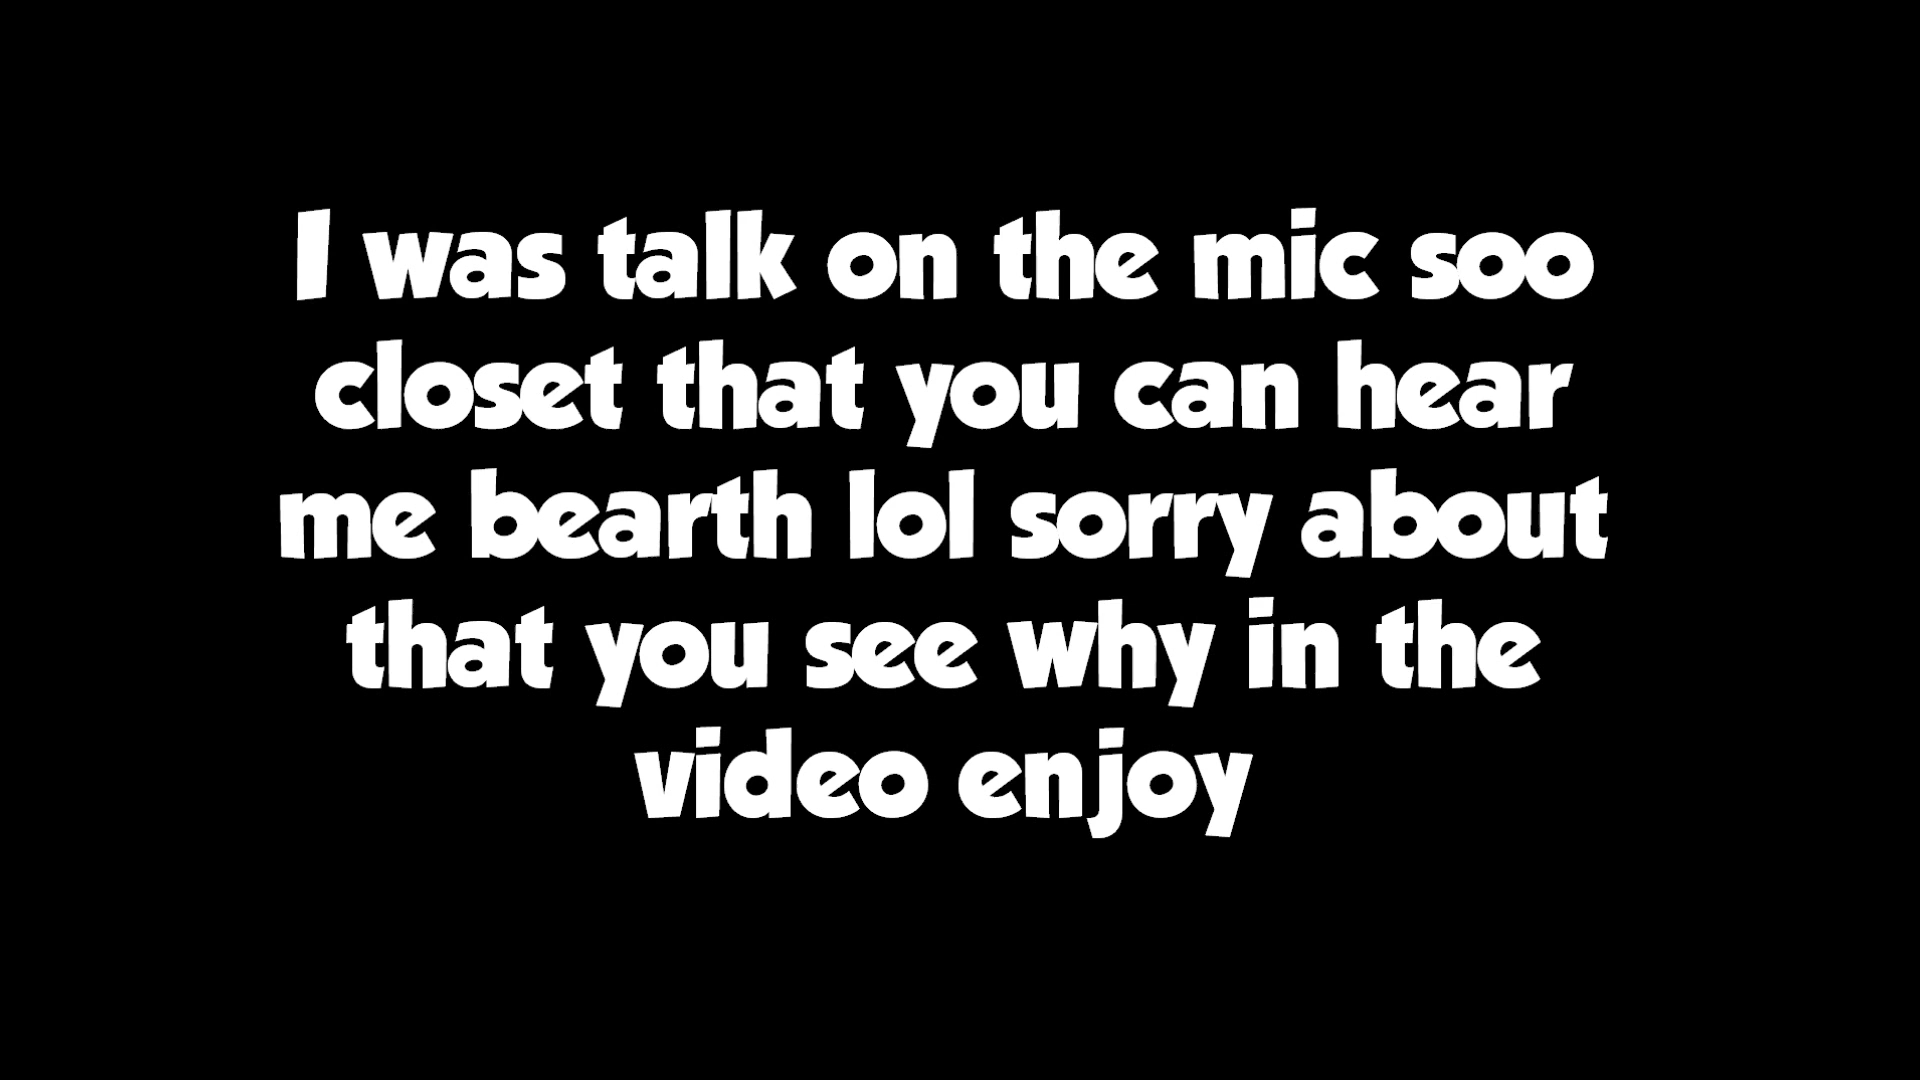 I was talk on the mic soo
closet that you can hear
me bearth lol sorry about
that you see why in the
video enjoy